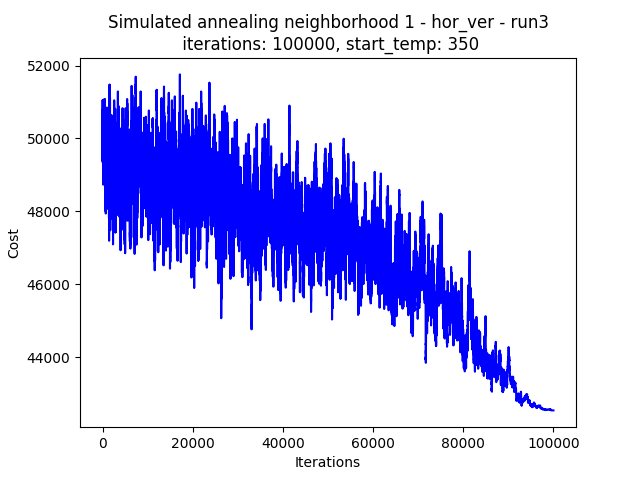 Simulated annealing neighborhood 1 - hor_ver - run3
iterations: 100000, start_temp: 350
52000
50000
48000
46000
44000
Cost
0 20000 40000 60000 80000 100000
Iterations